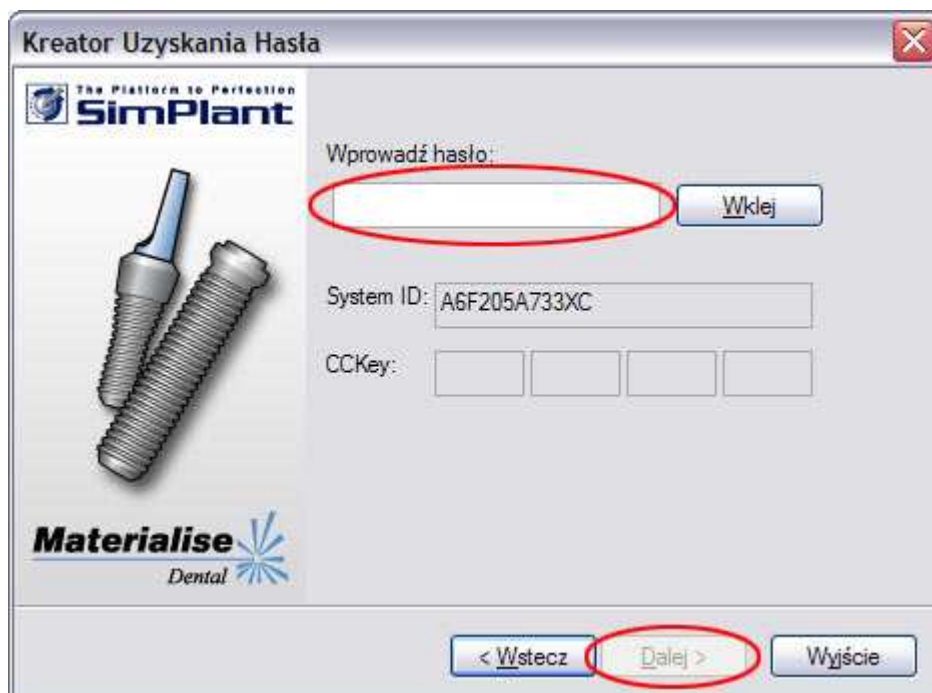 Kreator Uzyskania Hasła
The Platform to Perfection
SimPlant
Wprowadź hasło:
Wklej
System ID: A6F205A733XC
CCKey:
Materialise
Dental
< Wstecz Dalej > Wyjście